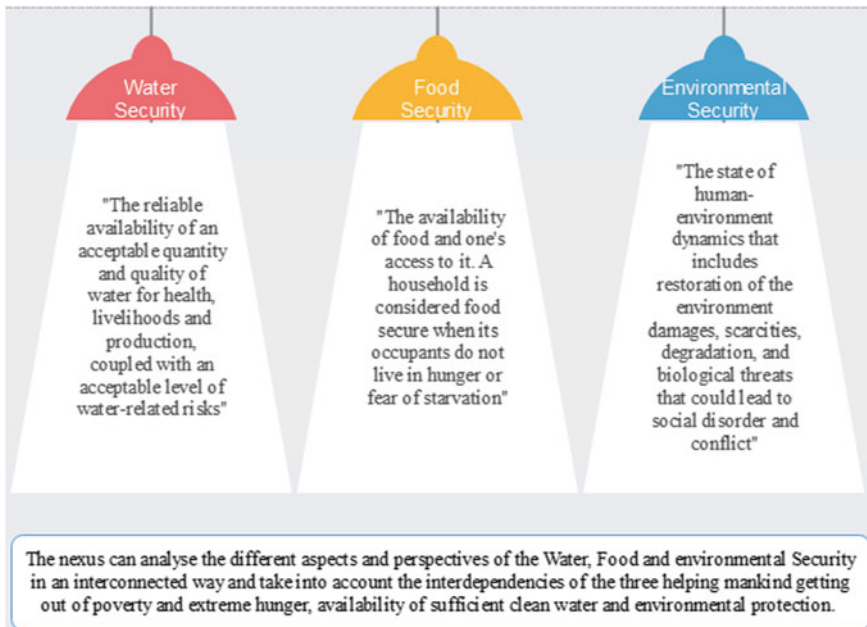 Water
Security
Food
Security
Environmental
Security
"The reliable
availability of an
acceptable quantity
and quality of
water for health,
livelihoods and
production,
coupled with an
acceptable level of
water-related risks"
"The availability
of food and one's
access to it. A
household is
considered food
secure when its
occupants do not
live in hunger or
fear of starvation"
"The state of
human-
environment
dynamics that
includes
restoration of the
environment
damages, scarcities,
degradation, and
biological threats
that could lead to
social disorder and
conflict"
The nexus can analyse the different aspects and perspectives of the Water, Food and environmental Security
in an interconnected way and take into account the interdependencies of the three helping mankind getting
out of poverty and extreme hunger, availability of sufficient clean water and environmental protection.